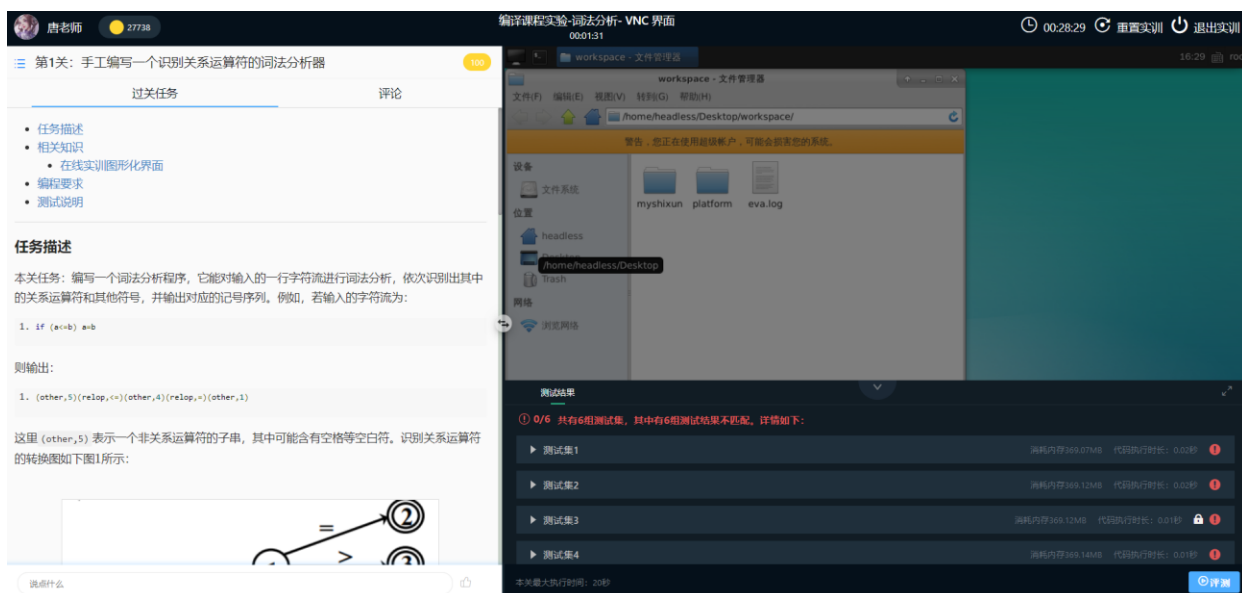 唐老师
27738
编译课程实验-词法分析- VNC 界面
00:01:31
00:28:29
重置实训
退出实训
第1关：手工编写一个识别关系运算符的词法分析器
100
过关任务
评论
任务描述
相关知识
在线实训图形化界面
编程要求
测试说明
任务描述
本关任务：编写一个词法分析程序，它能对输入的一行字符流进行词法分析，依次识别出其中
的关系运算符和其他符号，并输出对应的记号序列。例如，若输入的字符流为：
1. if (a<=b) a=b
则输出：
1. (other,5)(relop,<=)(other,4)(relop,=)(other,1)
这里 (other,5) 表示一个非关系运算符的子串，其中可能含有空格等空白符。识别关系运算符
的转换图如下图1所示：
=
2
>
3
说点什么
workspace - 文件管理器
16:29
roo
workspace - 文件管理器
文件(F) 编辑(E) 视图(V) 转到(G) 帮助(H)
/home/headless/Desktop/workspace/
警告，您正在使用超级帐户，可能会损害您的系统。
设备
文件系统
位置
headless
/home/headless/Desktop
Trash
网络
浏览网络
myshixun
platform
eva.log
测试结果
0/6 共有6组测试集，其中有6组测试结果不匹配。详情如下：
测试集1
消耗内存369.07MB 代码执行时长：0.02秒
测试集2
消耗内存369.12MB 代码执行时长：0.02秒
测试集3
消耗内存369.12MB 代码执行时长：0.01秒
测试集4
消耗内存369.14MB 代码执行时长：0.01秒
本关最大执行时间：20秒
评测